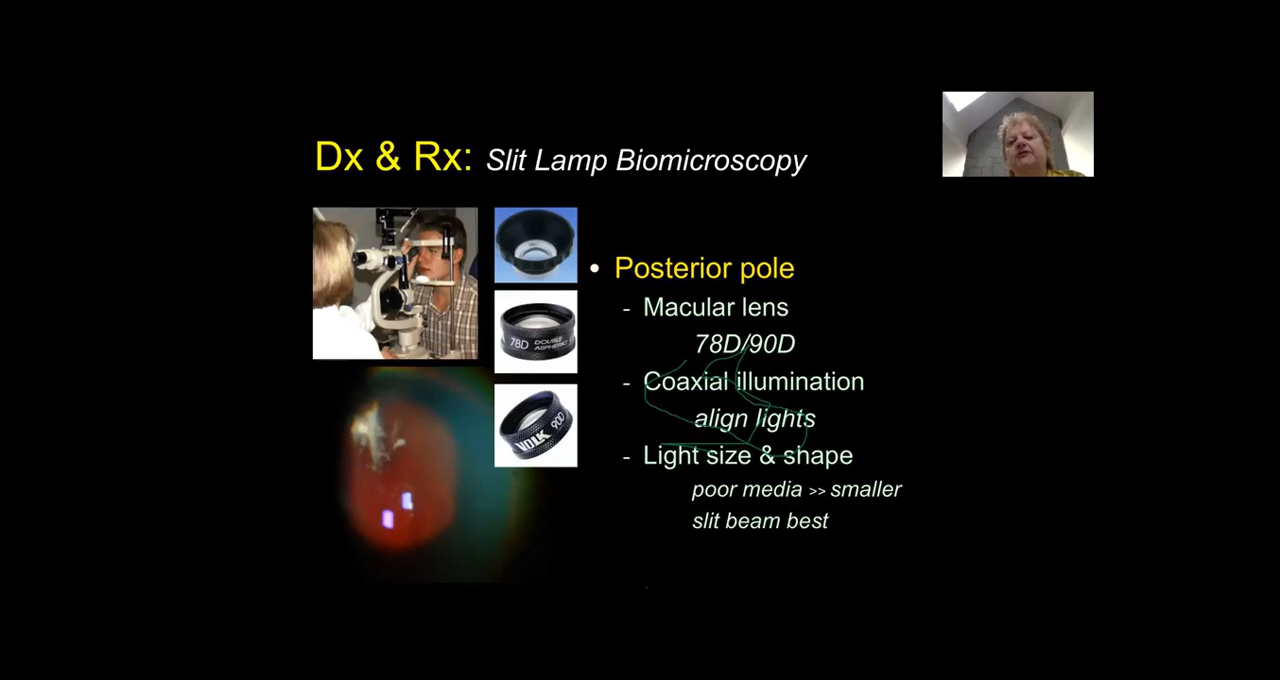 Dx & Rx: Slit Lamp Biomicroscopy
78D DOUBLE ASPHERIC
VOLK 90D
• Posterior pole
- Macular lens
78D/90D
- Coaxial illumination
align lights
- Light size & shape
poor media >> smaller
slit beam best